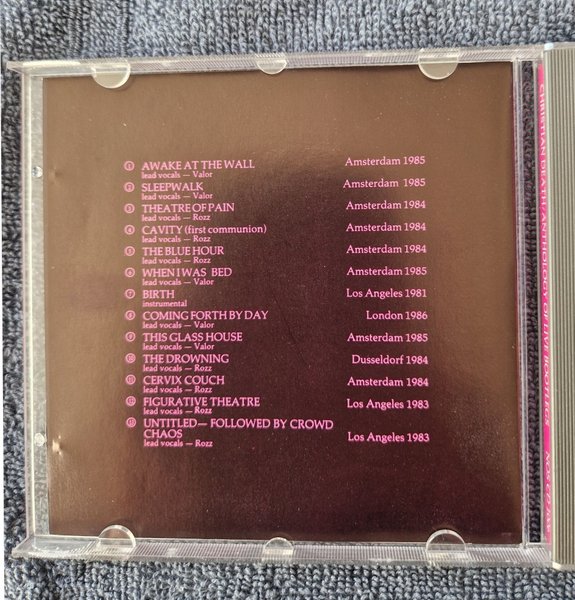 ① AWAKE AT THE WALL Amsterdam 1985
lead vocals — Valor
② SLEEPWALK Amsterdam 1985
lead vocals — Valor
③ THEATRE OF PAIN Amsterdam 1984
lead vocals — Rozz
④ CAVITY (first communion) Amsterdam 1984
lead vocals — Rozz
⑤ THE BLUE HOUR Amsterdam 1984
lead vocals — Rozz
⑥ WHEN I WAS BED Amsterdam 1985
lead vocals — Valor
⑦ BIRTH Los Angeles 1981
instrumental
⑧ COMING FORTH BY DAY London 1986
lead vocals — Valor
⑨ THIS GLASS HOUSE Amsterdam 1985
lead vocals — Valor
⑩ THE DROWNING Dusseldorf 1984
lead vocals — Rozz
⑪ CERVIX COUCH Amsterdam 1984
lead vocals — Rozz
⑫ FIGURATIVE THEATRE Los Angeles 1983
lead vocals — Rozz
⑬ UNTITLED— FOLLOWED BY CROWD
CHAOS Los Angeles 1983
lead vocals — Rozz
CHRISTIAN DEATH ANTHOLOGY OF LIVE BOOTLEGS NOS CD